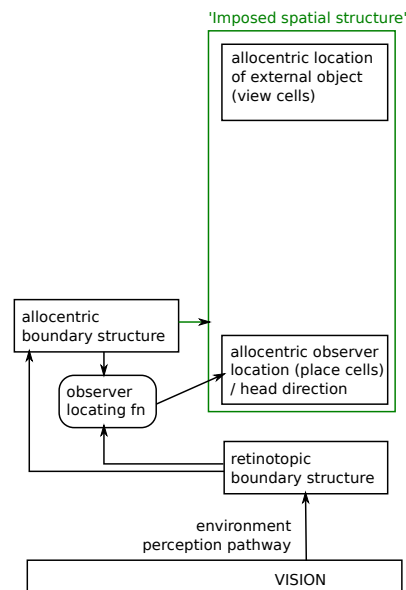 'Imposed spatial structure'
allocentric location
of external object
(view cells)
allocentric
boundary structure
allocentric observer
location (place cells)
/ head direction
observer
locating fn
retinotopic
boundary structure
environment
perception pathway
VISION